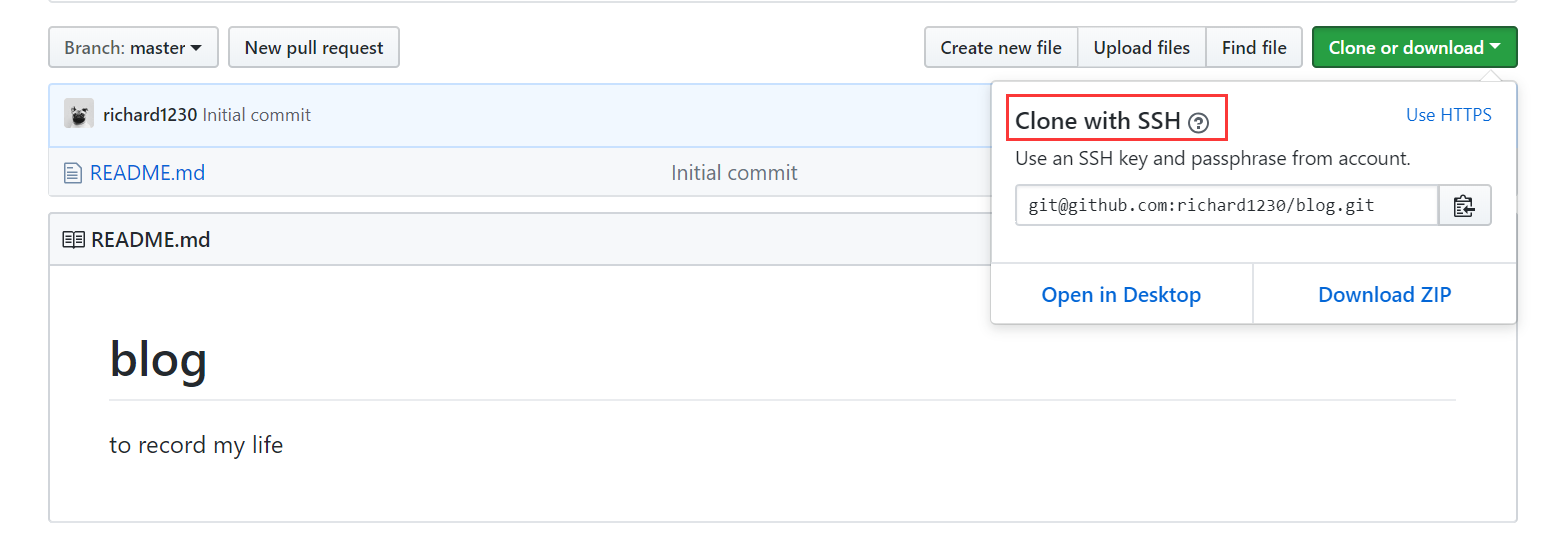 Branch: master New pull request Create new file Upload files Find file Clone or download
richard1230 Initial commit
Clone with SSH Use HTTPS
Use an SSH key and passphrase from account.
README.md Initial commit
git@github.com:richard1230/blog.git
README.md
Open in Desktop Download ZIP
blog
to record my life